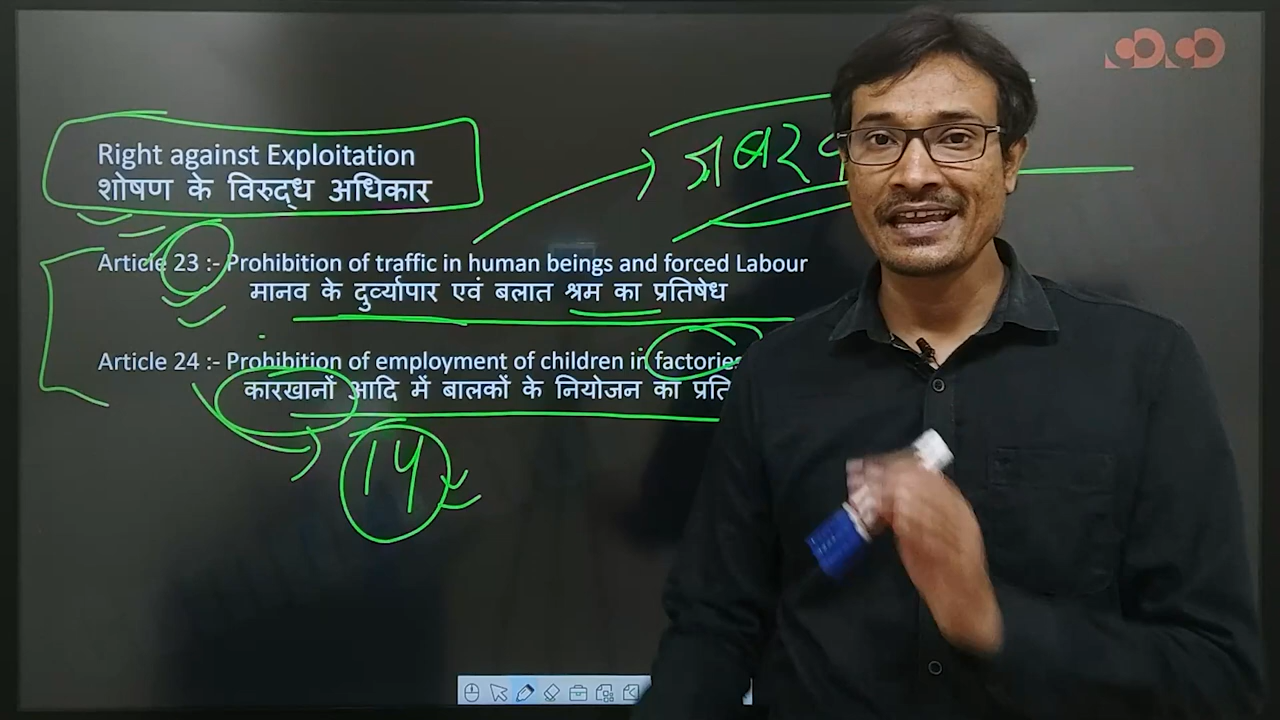 Right against Exploitation
शोषण के विरुद्ध अधिकार
जबर
Article 23 :- Prohibition of traffic in human beings and forced Labour
मानव के दुर्व्यापार एवं बलात श्रम का प्रतिषेध
Article 24 :- Prohibition of employment of children in factories
कारखानों आदि में बालकों के नियोजन का
14